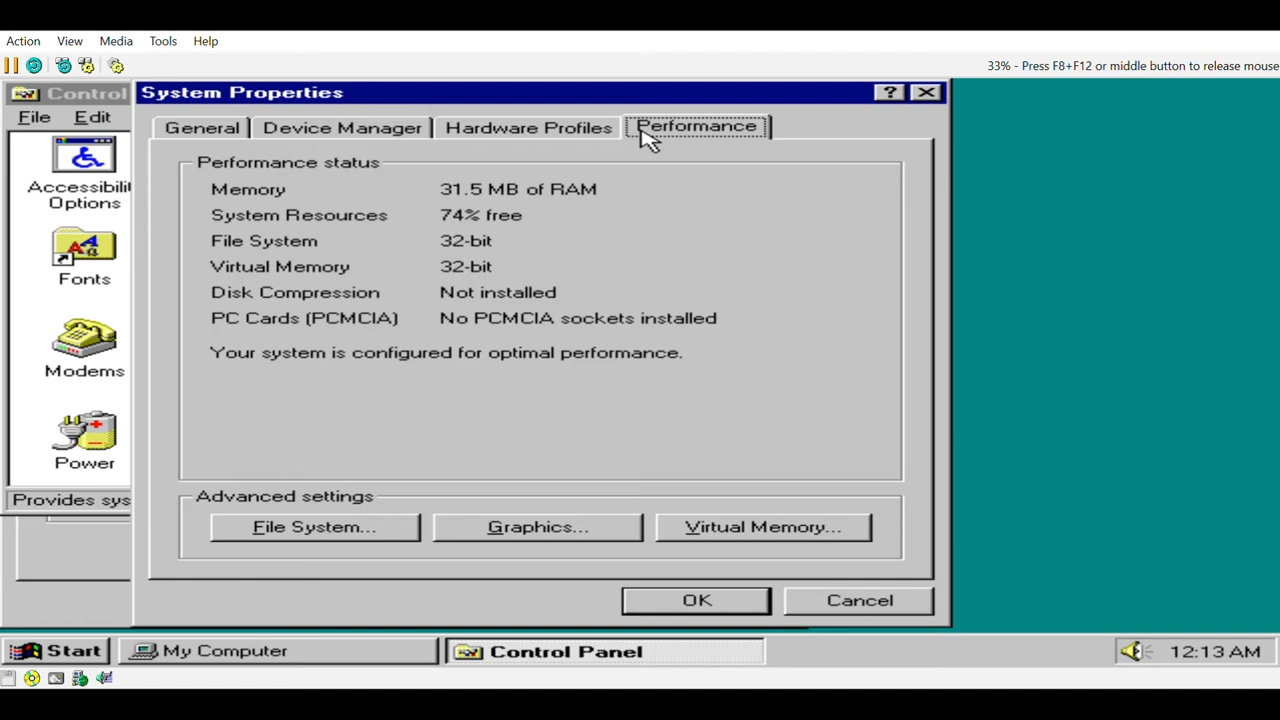 Action View Media Tools Help
33% - Press F8+F12 or middle button to release mouse
Control
System Properties
File Edit
General Device Manager Hardware Profiles Performance
Performance status
Memory 31.5 MB of RAM
System Resources 74% free
File System 32-bit
Virtual Memory 32-bit
Disk Compression Not installed
PC Cards (PCMCIA) No PCMCIA sockets installed
Your system is configured for optimal performance.
Accessibili
Options
Fonts
Modems
Power
Provides sys
Advanced settings
File System... Graphics... Virtual Memory...
OK Cancel
Start My Computer Control Panel 12:13 AM